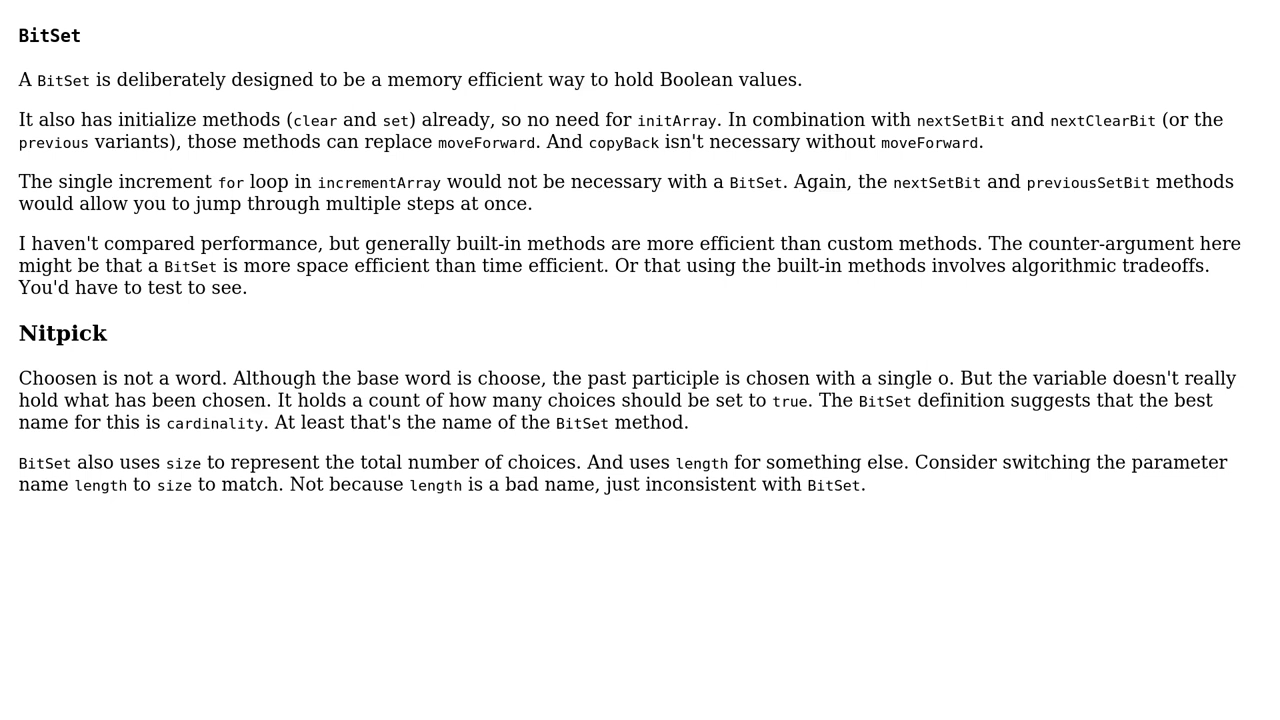 BitSet
A BitSet is deliberately designed to be a memory efficient way to hold Boolean values.
It also has initialize methods (clear and set) already, so no need for initArray. In combination with nextSetBit and nextClearBit (or the
previous variants), those methods can replace moveForward. And copyBack isn't necessary without moveForward.
The single increment for loop in incrementArray would not be necessary with a BitSet. Again, the nextSetBit and previousSetBit methods
would allow you to jump through multiple steps at once.
I haven't compared performance, but generally built-in methods are more efficient than custom methods. The counter-argument here
might be that a BitSet is more space efficient than time efficient. Or that using the built-in methods involves algorithmic tradeoffs.
You'd have to test to see.
Nitpick
Choosen is not a word. Although the base word is choose, the past participle is chosen with a single o. But the variable doesn't really
hold what has been chosen. It holds a count of how many choices should be set to true. The BitSet definition suggests that the best
name for this is cardinality. At least that's the name of the BitSet method.
BitSet also uses size to represent the total number of choices. And uses length for something else. Consider switching the parameter
name length to size to match. Not because length is a bad name, just inconsistent with BitSet.